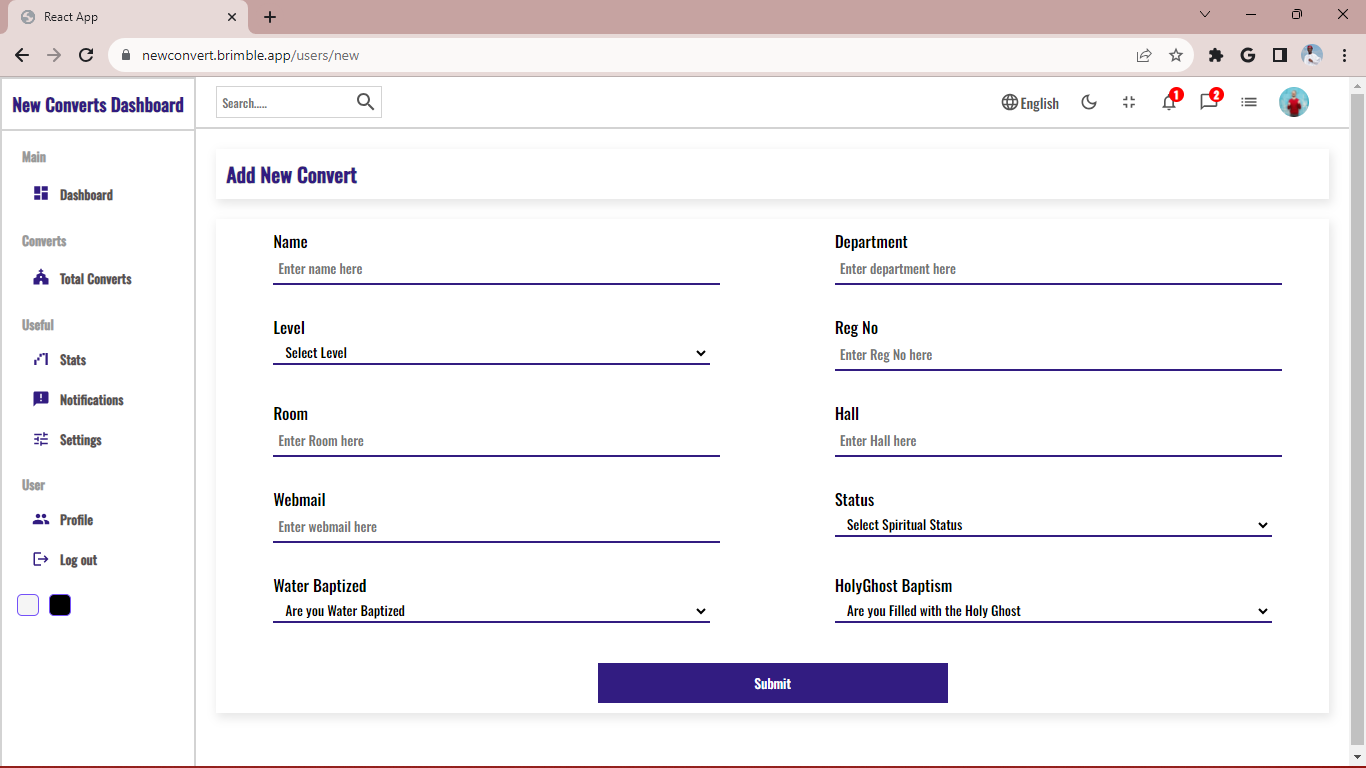 React App
newconvert.brimble.app/users/new
New Converts Dashboard
Search.....
English
1
2
Main
Dashboard
Converts
Total Converts
Useful
Stats
Notifications
Settings
User
Profile
Log out
Add New Convert
Name
Enter name here
Department
Enter department here
Level
Select Level
Reg No
Enter Reg No here
Room
Enter Room here
Hall
Enter Hall here
Webmail
Enter webmail here
Status
Select Spiritual Status
Water Baptized
Are you Water Baptized
HolyGhost Baptism
Are you Filled with the Holy Ghost
Submit